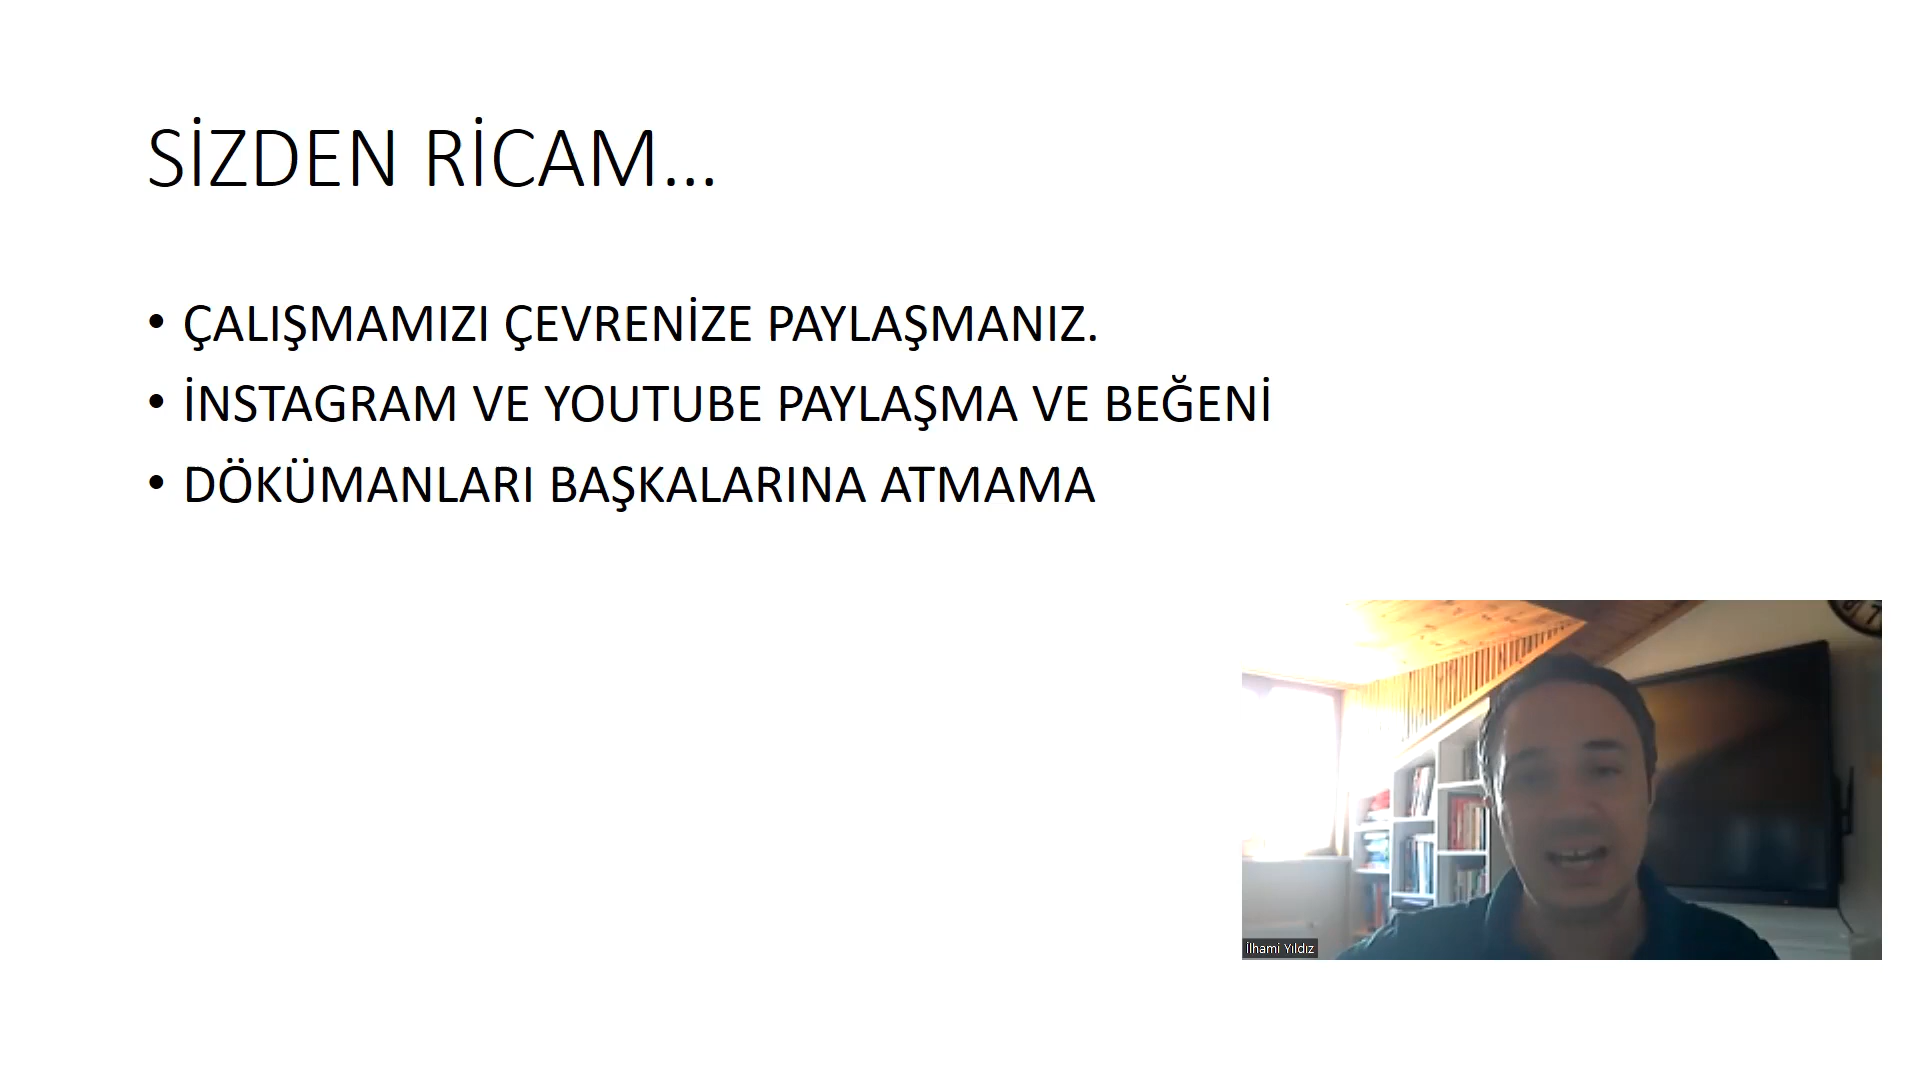 SİZDEN RİCAM...
• ÇALIŞMAMIZI ÇEVRENİZE PAYLAŞMANIZ.
• İNSTAGRAM VE YOUTUBE PAYLAŞMA VE BEĞENİ
• DÖKÜMANLARI BAŞKALARINA ATMAMA
İlhami Yıldız